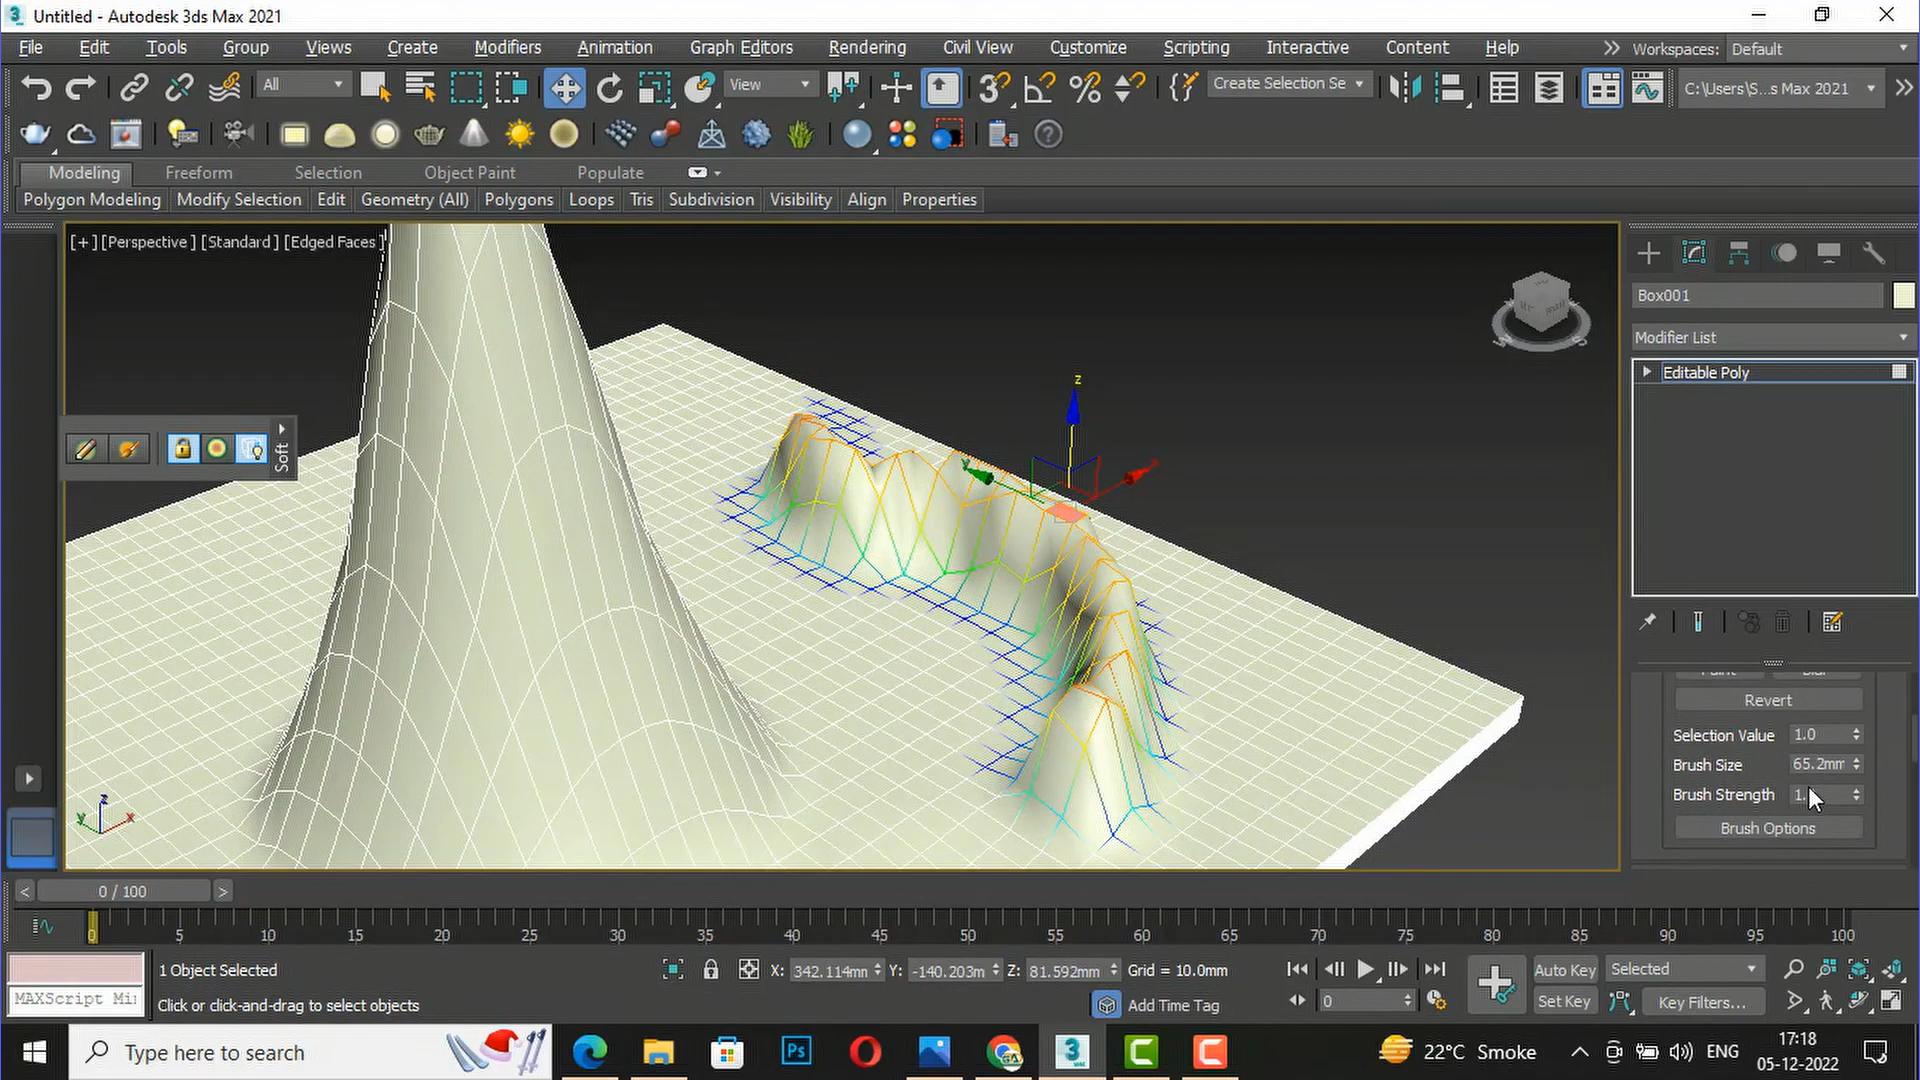 Untitled - Autodesk 3ds Max 2021
File Edit Tools Group Views Create Modifiers Animation Graph Editors Rendering Civil View Customize Scripting Interactive Content Help Workspaces: Default
All View Create Selection Se C:\Users\S...s Max 2021
Modeling Freeform Selection Object Paint Populate
Polygon Modeling Modify Selection Edit Geometry (All) Polygons Loops Tris Subdivision Visibility Align Properties
[+] [Perspective ] [Standard ] [Edged Faces ]
Box001
Modifier List
Editable Poly
z
y
x
Soft
Revert
Selection Value 1.0
Brush Size 65.2mm
Brush Strength 1.
Brush Options
z
y x
< 0 / 100 >
0 5 10 15 20 25 30 35 40 45 50 55 60 65 70 75 80 85 90 95 100
1 Object Selected X: 342.114mm Y: -140.203m Z: 81.592mm Grid = 10.0mm Auto Key Selected
MAXScript Mi
Click or click-and-drag to select objects Add Time Tag 0 Set Key Key Filters...
Type here to search Ps 22°C Smoke ENG 17:18
05-12-2022